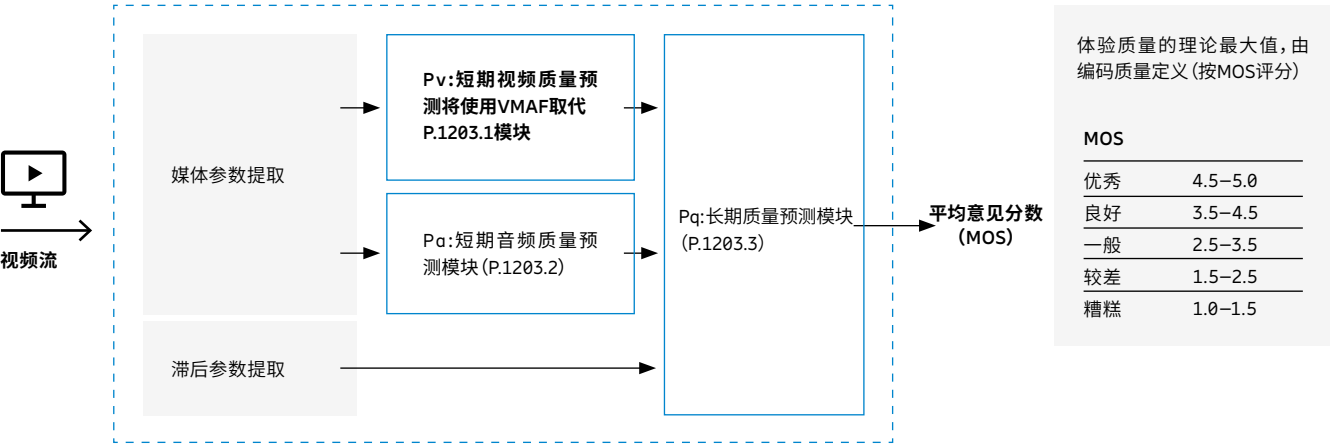 视频流
媒体参数提取
滞后参数提取
Pv:短期视频质量预
测将使用VMAF取代
P.1203.1模块
Pa:短期音频质量预
测模块(P.1203.2)
Pq:长期质量预测模块
(P.1203.3)
平均意见分数
(MOS)
体验质量的理论最大值,由
编码质量定义(按MOS评分)
MOS
优秀 4.5–5.0
良好 3.5–4.5
一般 2.5–3.5
较差 1.5–2.5
糟糕 1.0–1.5